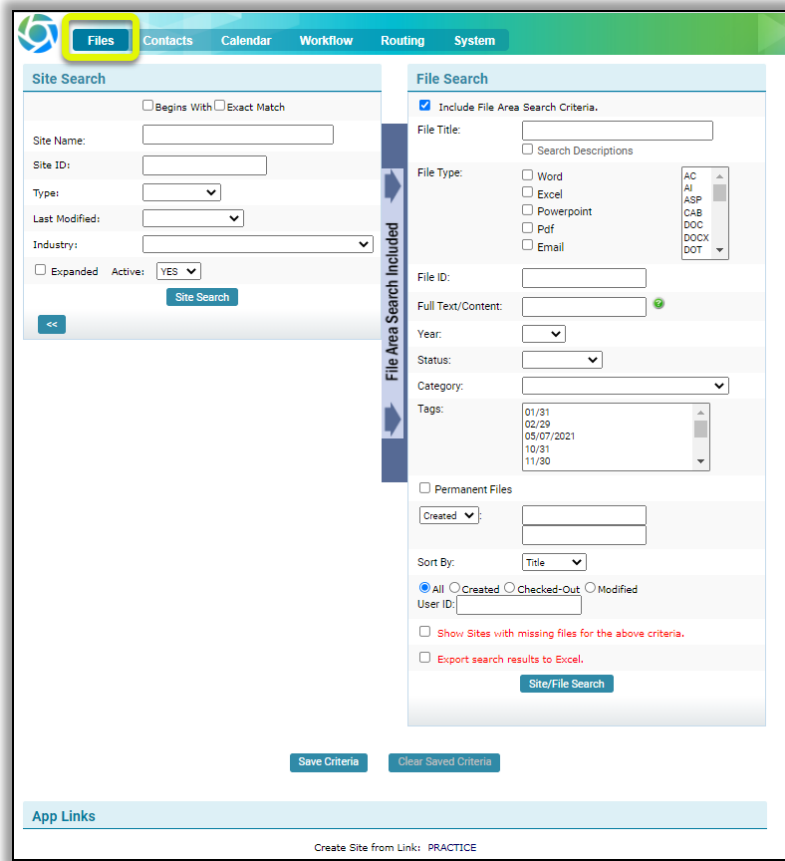 Files Contacts Calendar Workflow Routing System
Site Search
Begins With Exact Match
Site Name:
Site ID:
Type:
Last Modified:
Industry:
Expanded Active: YES
Site Search
<<
File Area Search Included
File Search
Include File Area Search Criteria.
File Title:
Search Descriptions
File Type:
Word
Excel
Powerpoint
Pdf
Email
AC
AI
ASP
CAB
DOC
DOCX
DOT
File ID:
Full Text/Content:
Year:
Status:
Category:
Tags:
01/31
02/29
05/07/2021
10/31
11/30
Permanent Files
Created :
Sort By: Title
All Created Checked-Out Modified
User ID:
Show Sites with missing files for the above criteria.
Export search results to Excel.
Site/File Search
Save Criteria Clear Saved Criteria
App Links
Create Site from Link: PRACTICE